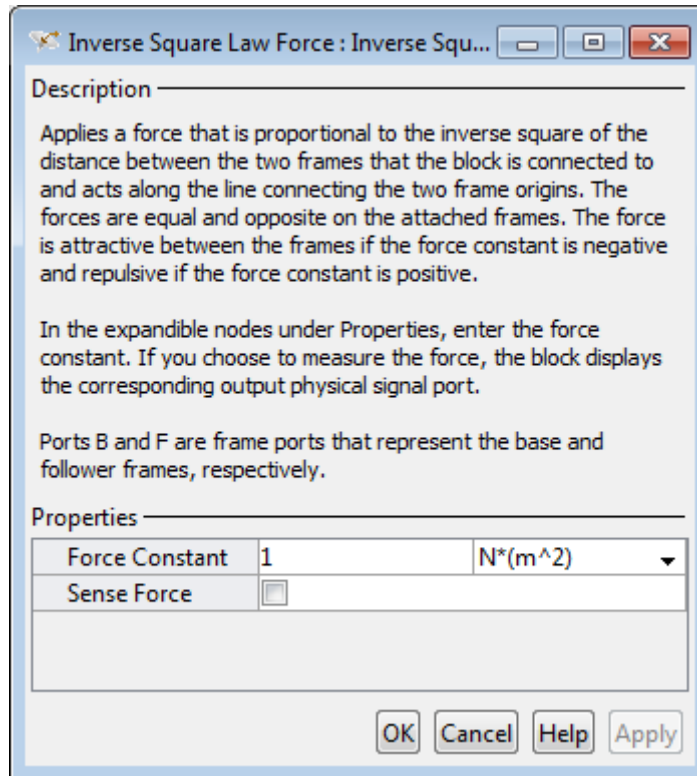 Inverse Square Law Force : Inverse Squ...
Description
Applies a force that is proportional to the inverse square of the
distance between the two frames that the block is connected to
and acts along the line connecting the two frame origins. The
forces are equal and opposite on the attached frames. The force
is attractive between the frames if the force constant is negative
and repulsive if the force constant is positive.
In the expandible nodes under Properties, enter the force
constant. If you choose to measure the force, the block displays
the corresponding output physical signal port.
Ports B and F are frame ports that represent the base and
follower frames, respectively.
Properties
Force Constant 1 N*(m^2)
Sense Force
OK Cancel Help Apply